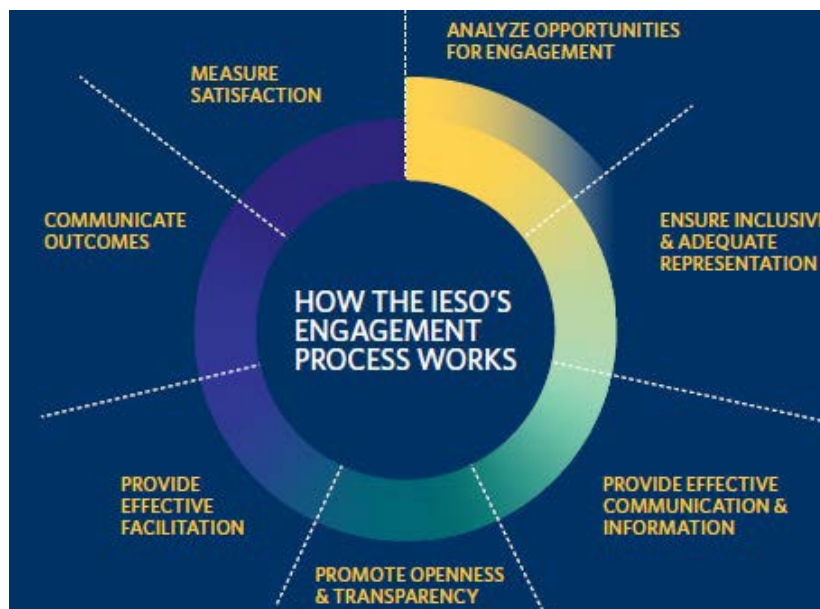 ANALYZE OPPORTUNITIES
FOR ENGAGEMENT
ENSURE INCLUSIVE
& ADEQUATE
REPRESENTATION
PROVIDE EFFECTIVE
COMMUNICATION &
INFORMATION
PROMOTE OPENNESS
& TRANSPARENCY
PROVIDE
EFFECTIVE
FACILITATION
COMMUNICATE
OUTCOMES
MEASURE
SATISFACTION
HOW THE IESO'S
ENGAGEMENT
PROCESS WORKS